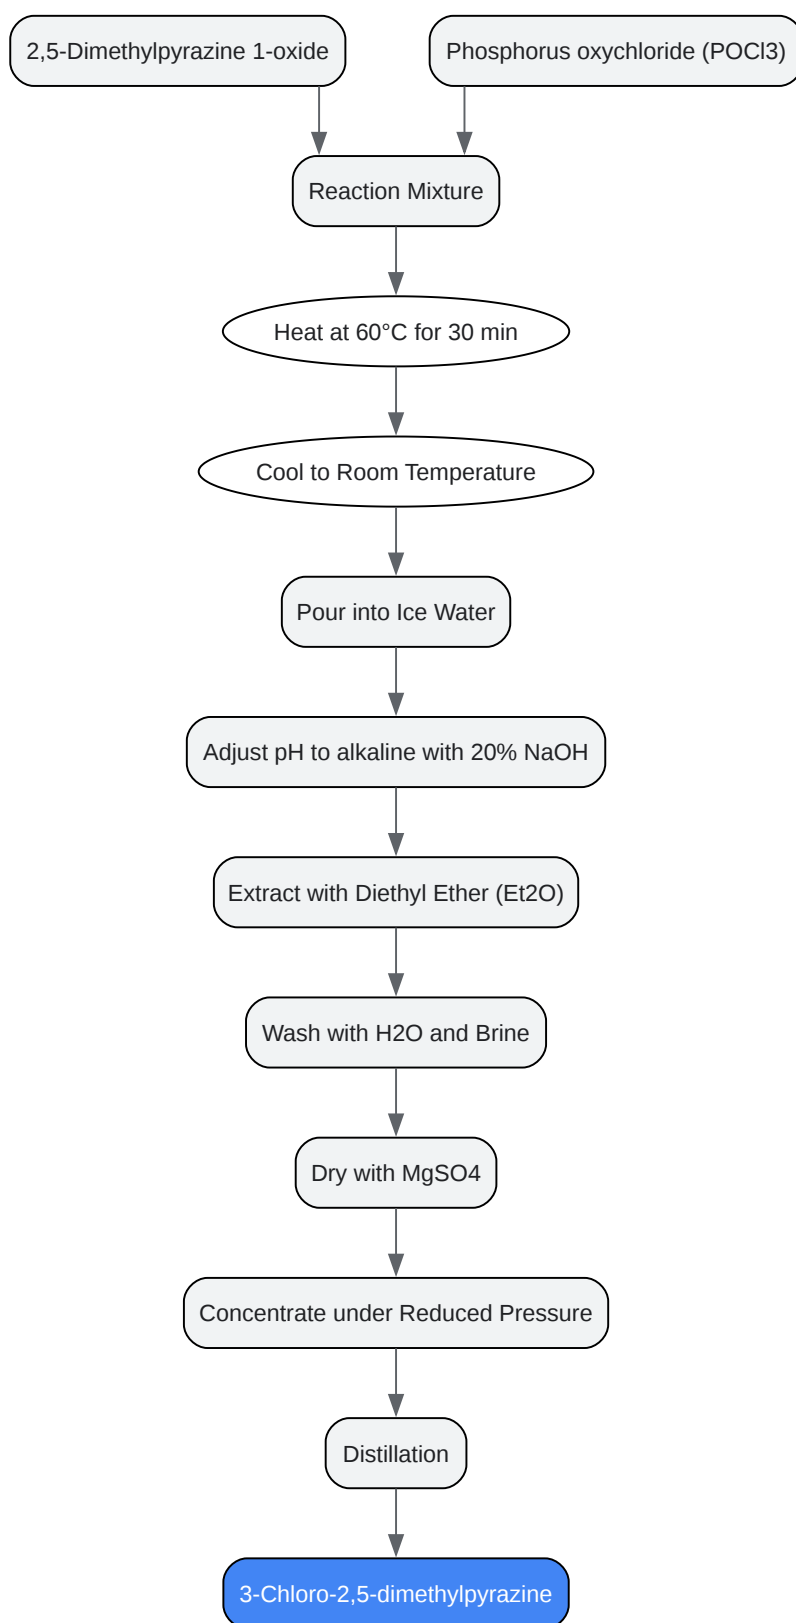 2,5-Dimethylpyrazine 1-oxide
Phosphorus oxychloride (POCl3)
Reaction Mixture
Heat at 60°C for 30 min
Cool to Room Temperature
Pour into Ice Water
Adjust pH to alkaline with 20% NaOH
Extract with Diethyl Ether (Et2O)
Wash with H2O and Brine
Dry with MgSO4
Concentrate under Reduced Pressure
Distillation
3-Chloro-2,5-dimethylpyrazine